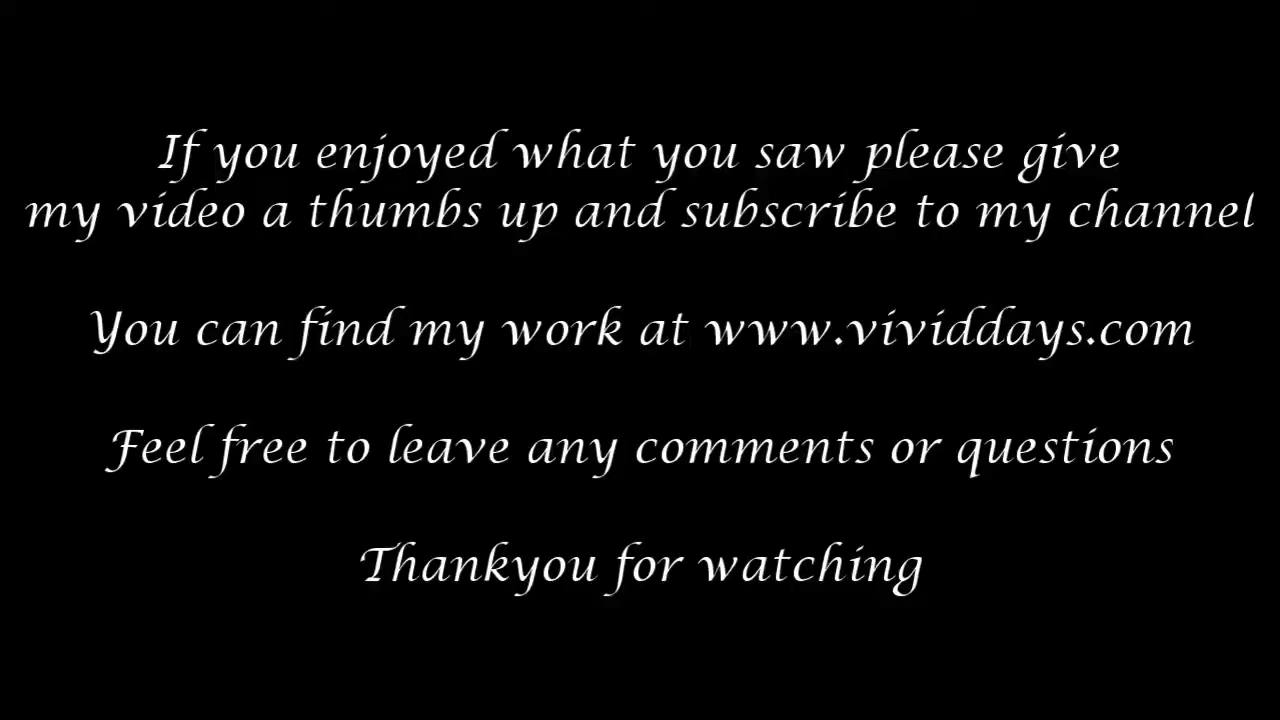 If you enjoyed what you saw please give
my video a thumbs up and subscribe to my channel
You can find my work at www.vividdays.com
Feel free to leave any comments or questions
Thankyou for watching